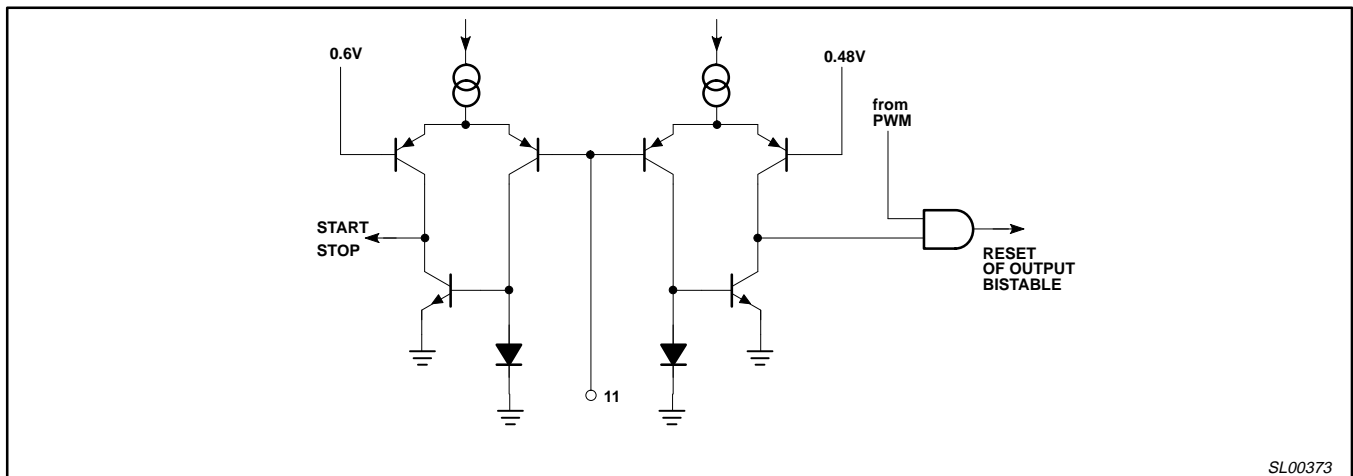 0.6V
0.48V
from
PWM
START
STOP
RESET
OF OUTPUT
BISTABLE
11
SL00373